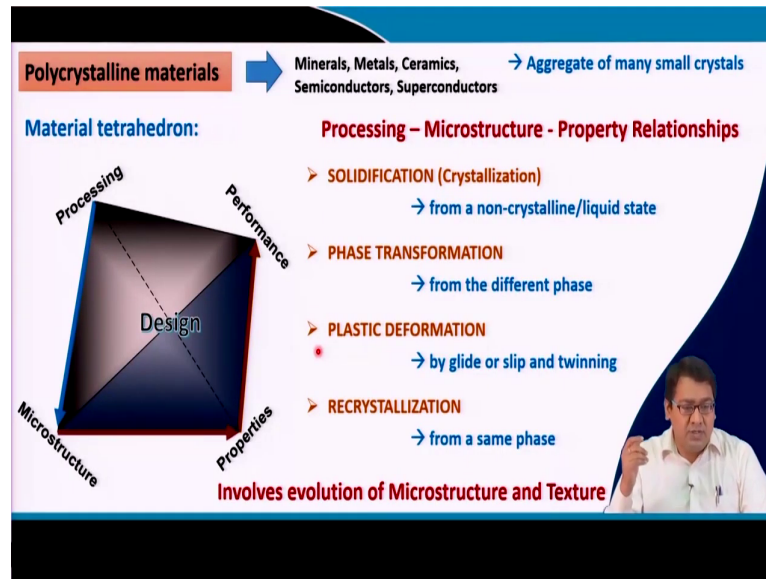 Polycrystalline materials
Minerals, Metals, Ceramics,
Semiconductors, Superconductors
→ Aggregate of many small crystals
Material tetrahedron:
Processing – Microstructure - Property Relationships
Processing
Performance
Design
Microstructure
Properties
➢ SOLIDIFICATION (Crystallization)
→ from a non-crystalline/liquid state
➢ PHASE TRANSFORMATION
→ from the different phase
➢ PLASTIC DEFORMATION
→ by glide or slip and twinning
➢ RECRYSTALLIZATION
→ from a same phase
Involves evolution of Microstructure and Texture